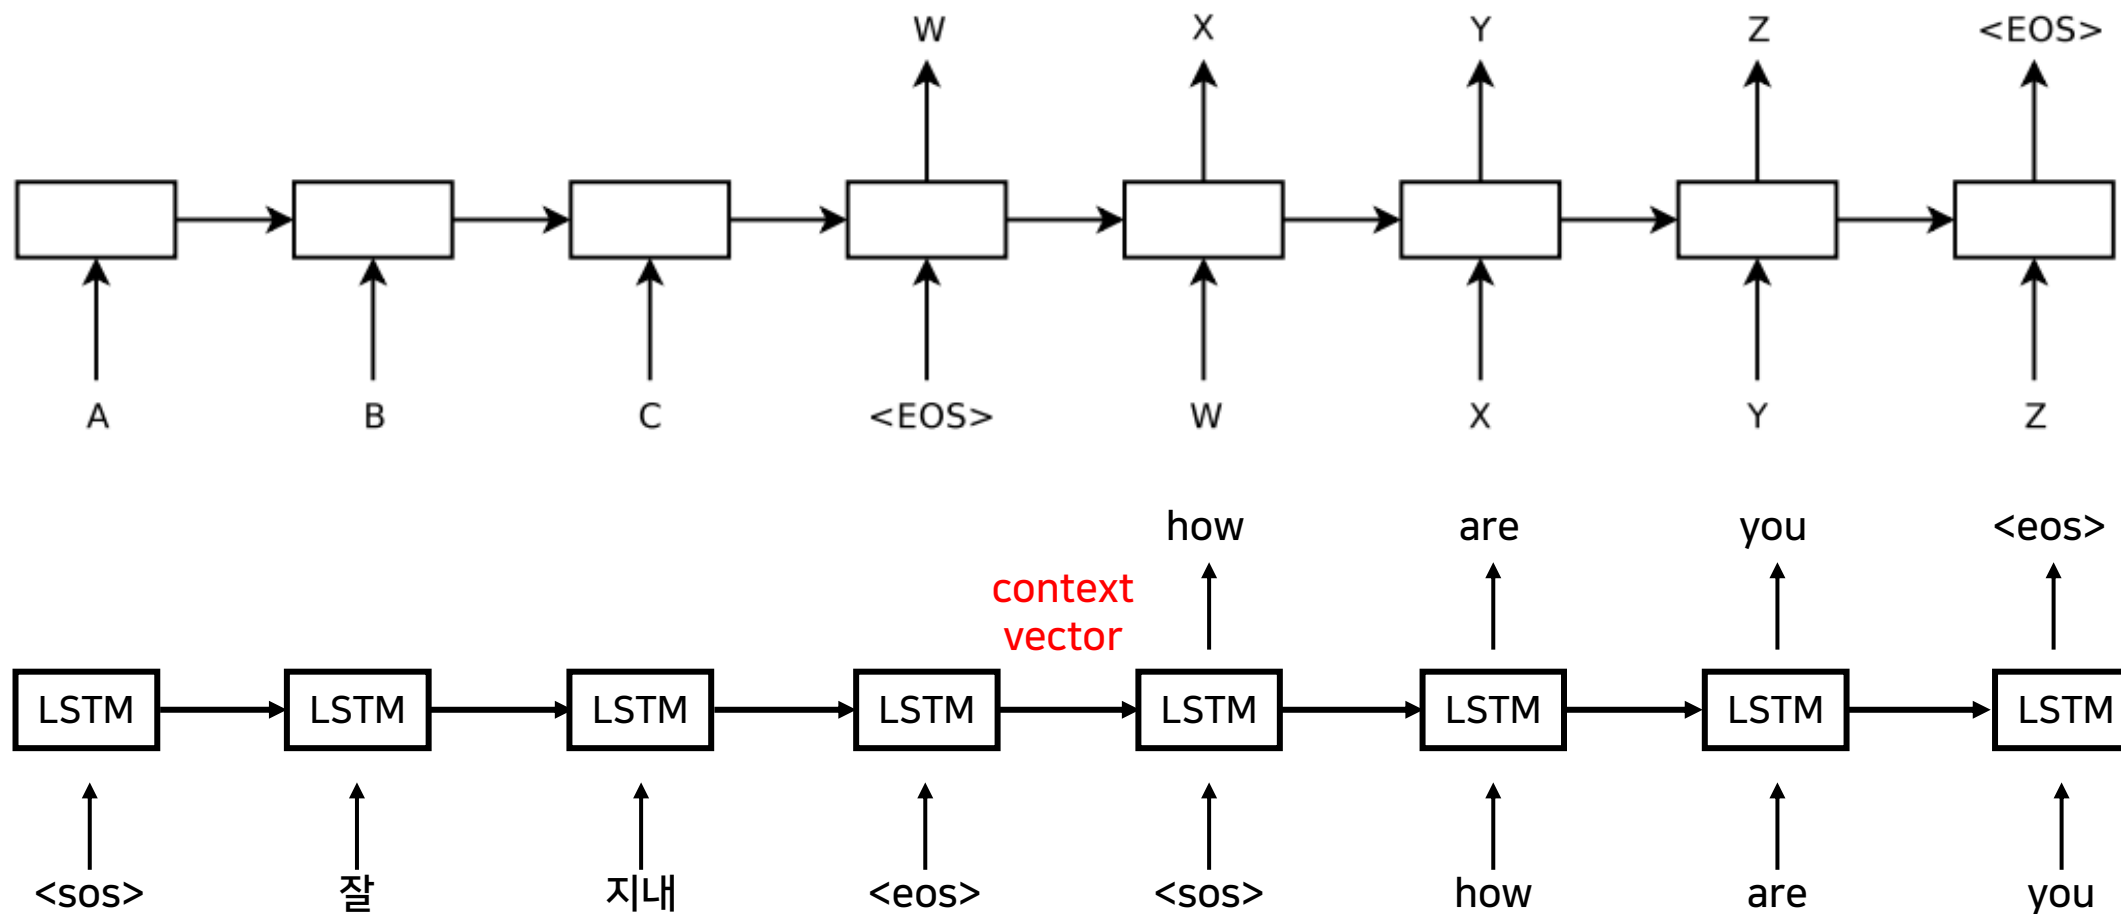 W X Y Z <EOS>
A B C <EOS> W X Y Z
how are you <eos>
context
vector
LSTM LSTM LSTM LSTM LSTM LSTM LSTM LSTM
<sos> 잘 지내 <eos> <sos> how are you